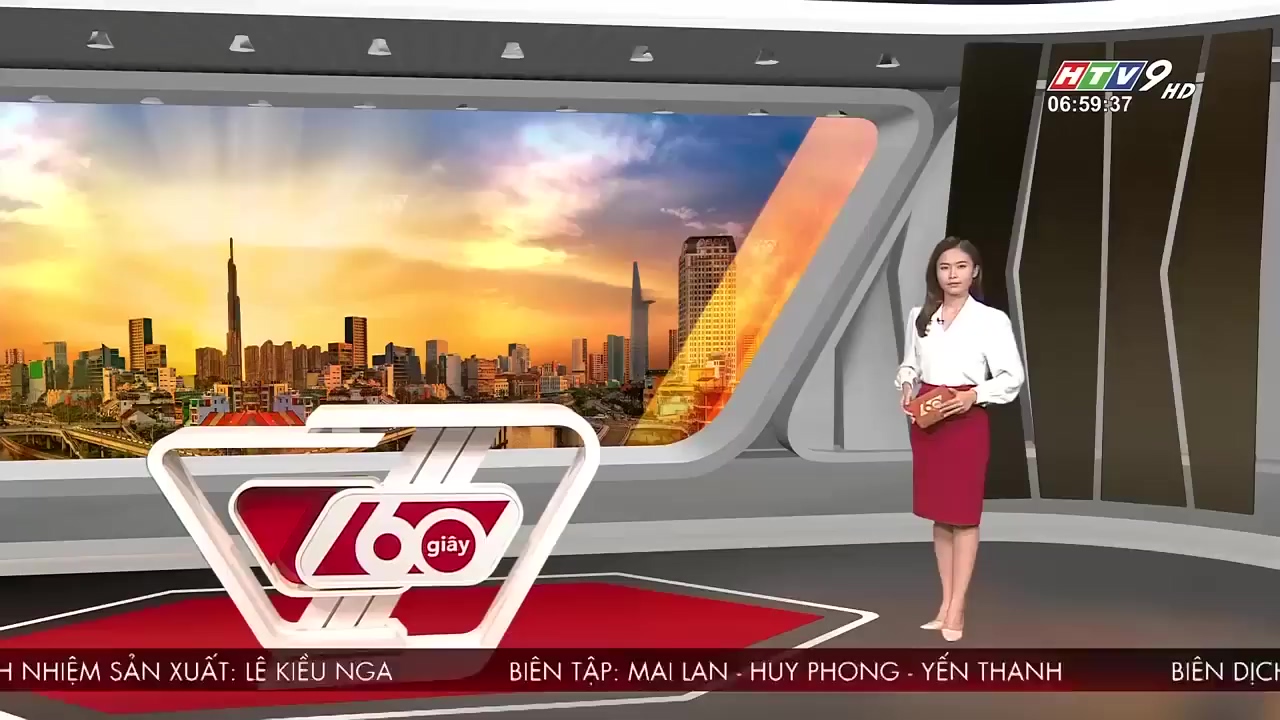 HTV9 HD
06:59:37
60
60 giây
H NHIỆM SẢN XUẤT: LÊ KIỀU NGA BIÊN TẬP: MAI LAN - HUY PHONG - YẾN THANH BIÊN DỊCH